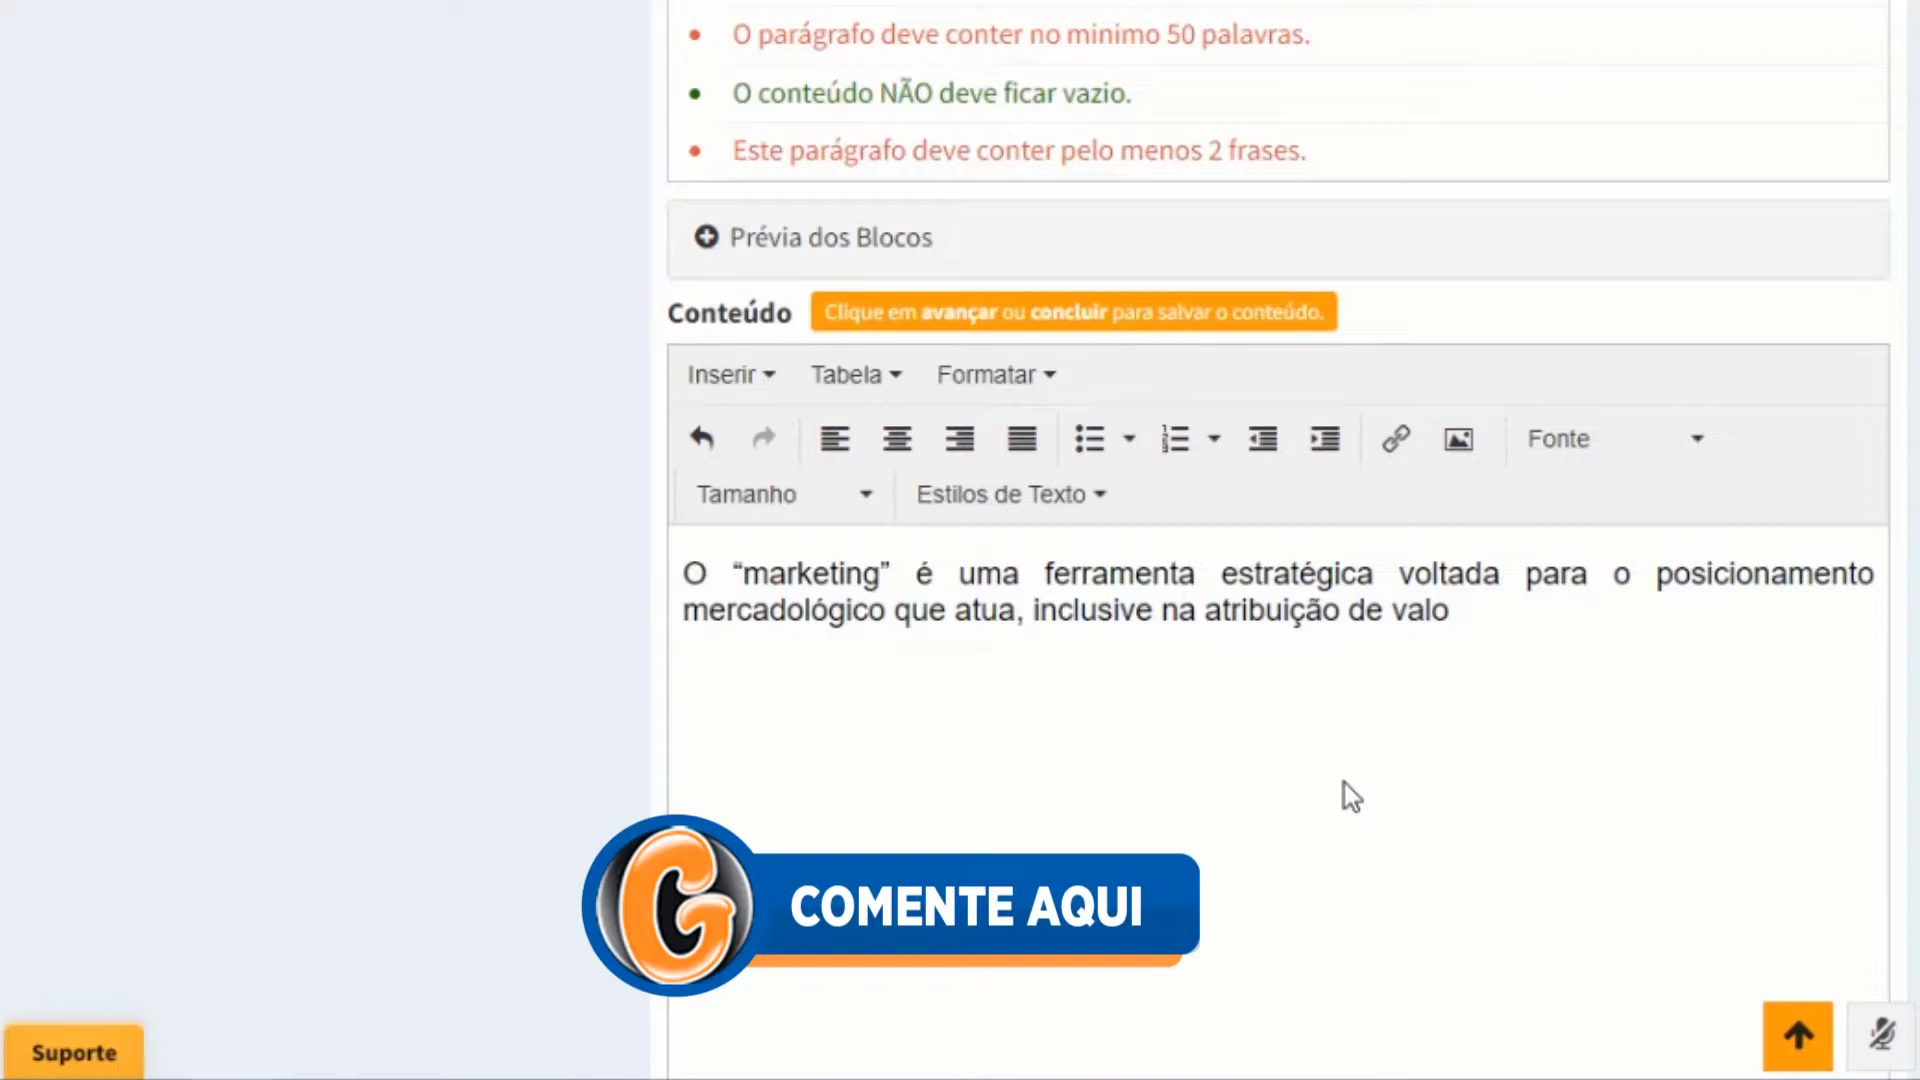 O parágrafo deve conter no minimo 50 palavras.
O conteúdo NÃO deve ficar vazio.
Este parágrafo deve conter pelo menos 2 frases.
Prévia dos Blocos
Conteúdo Clique em avançar ou concluir para salvar o conteúdo.
Inserir Tabela Formatar
Fonte
Tamanho Estilos de Texto
O “marketing” é uma ferramenta estratégica voltada para o posicionamento
mercadológico que atua, inclusive na atribuição de valo
G COMENTE AQUI
Suporte